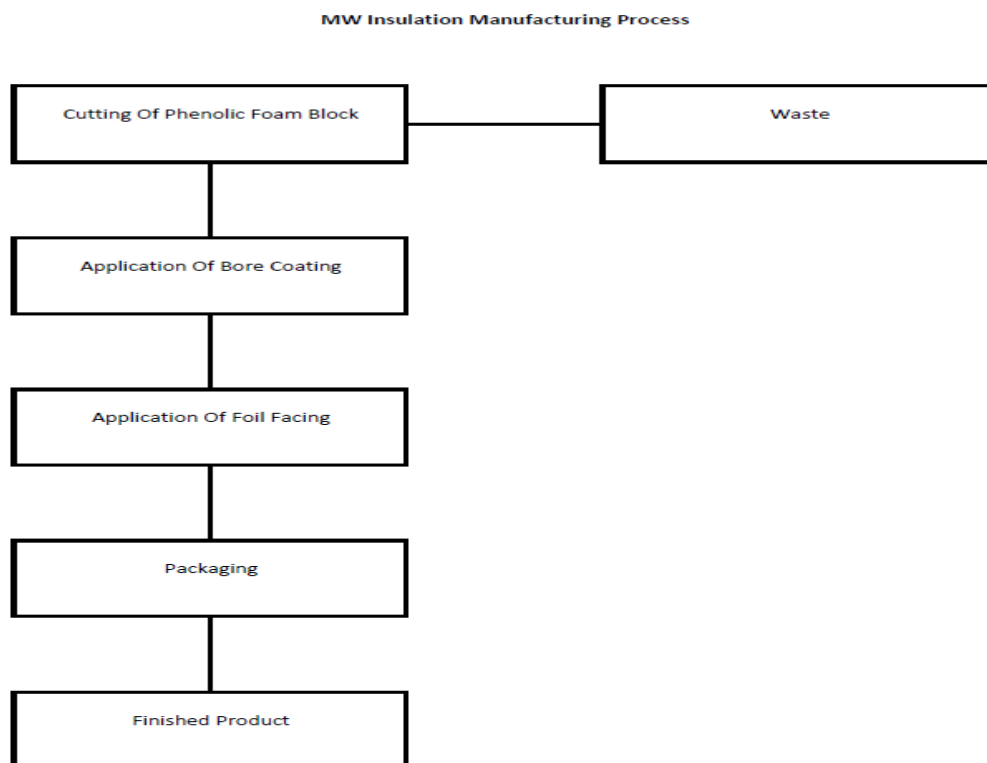 MW Insulation Manufacturing Process
Cutting Of Phenolic Foam Block
Waste
Application Of Bore Coating
Application Of Foil Facing
Packaging
Finished Product